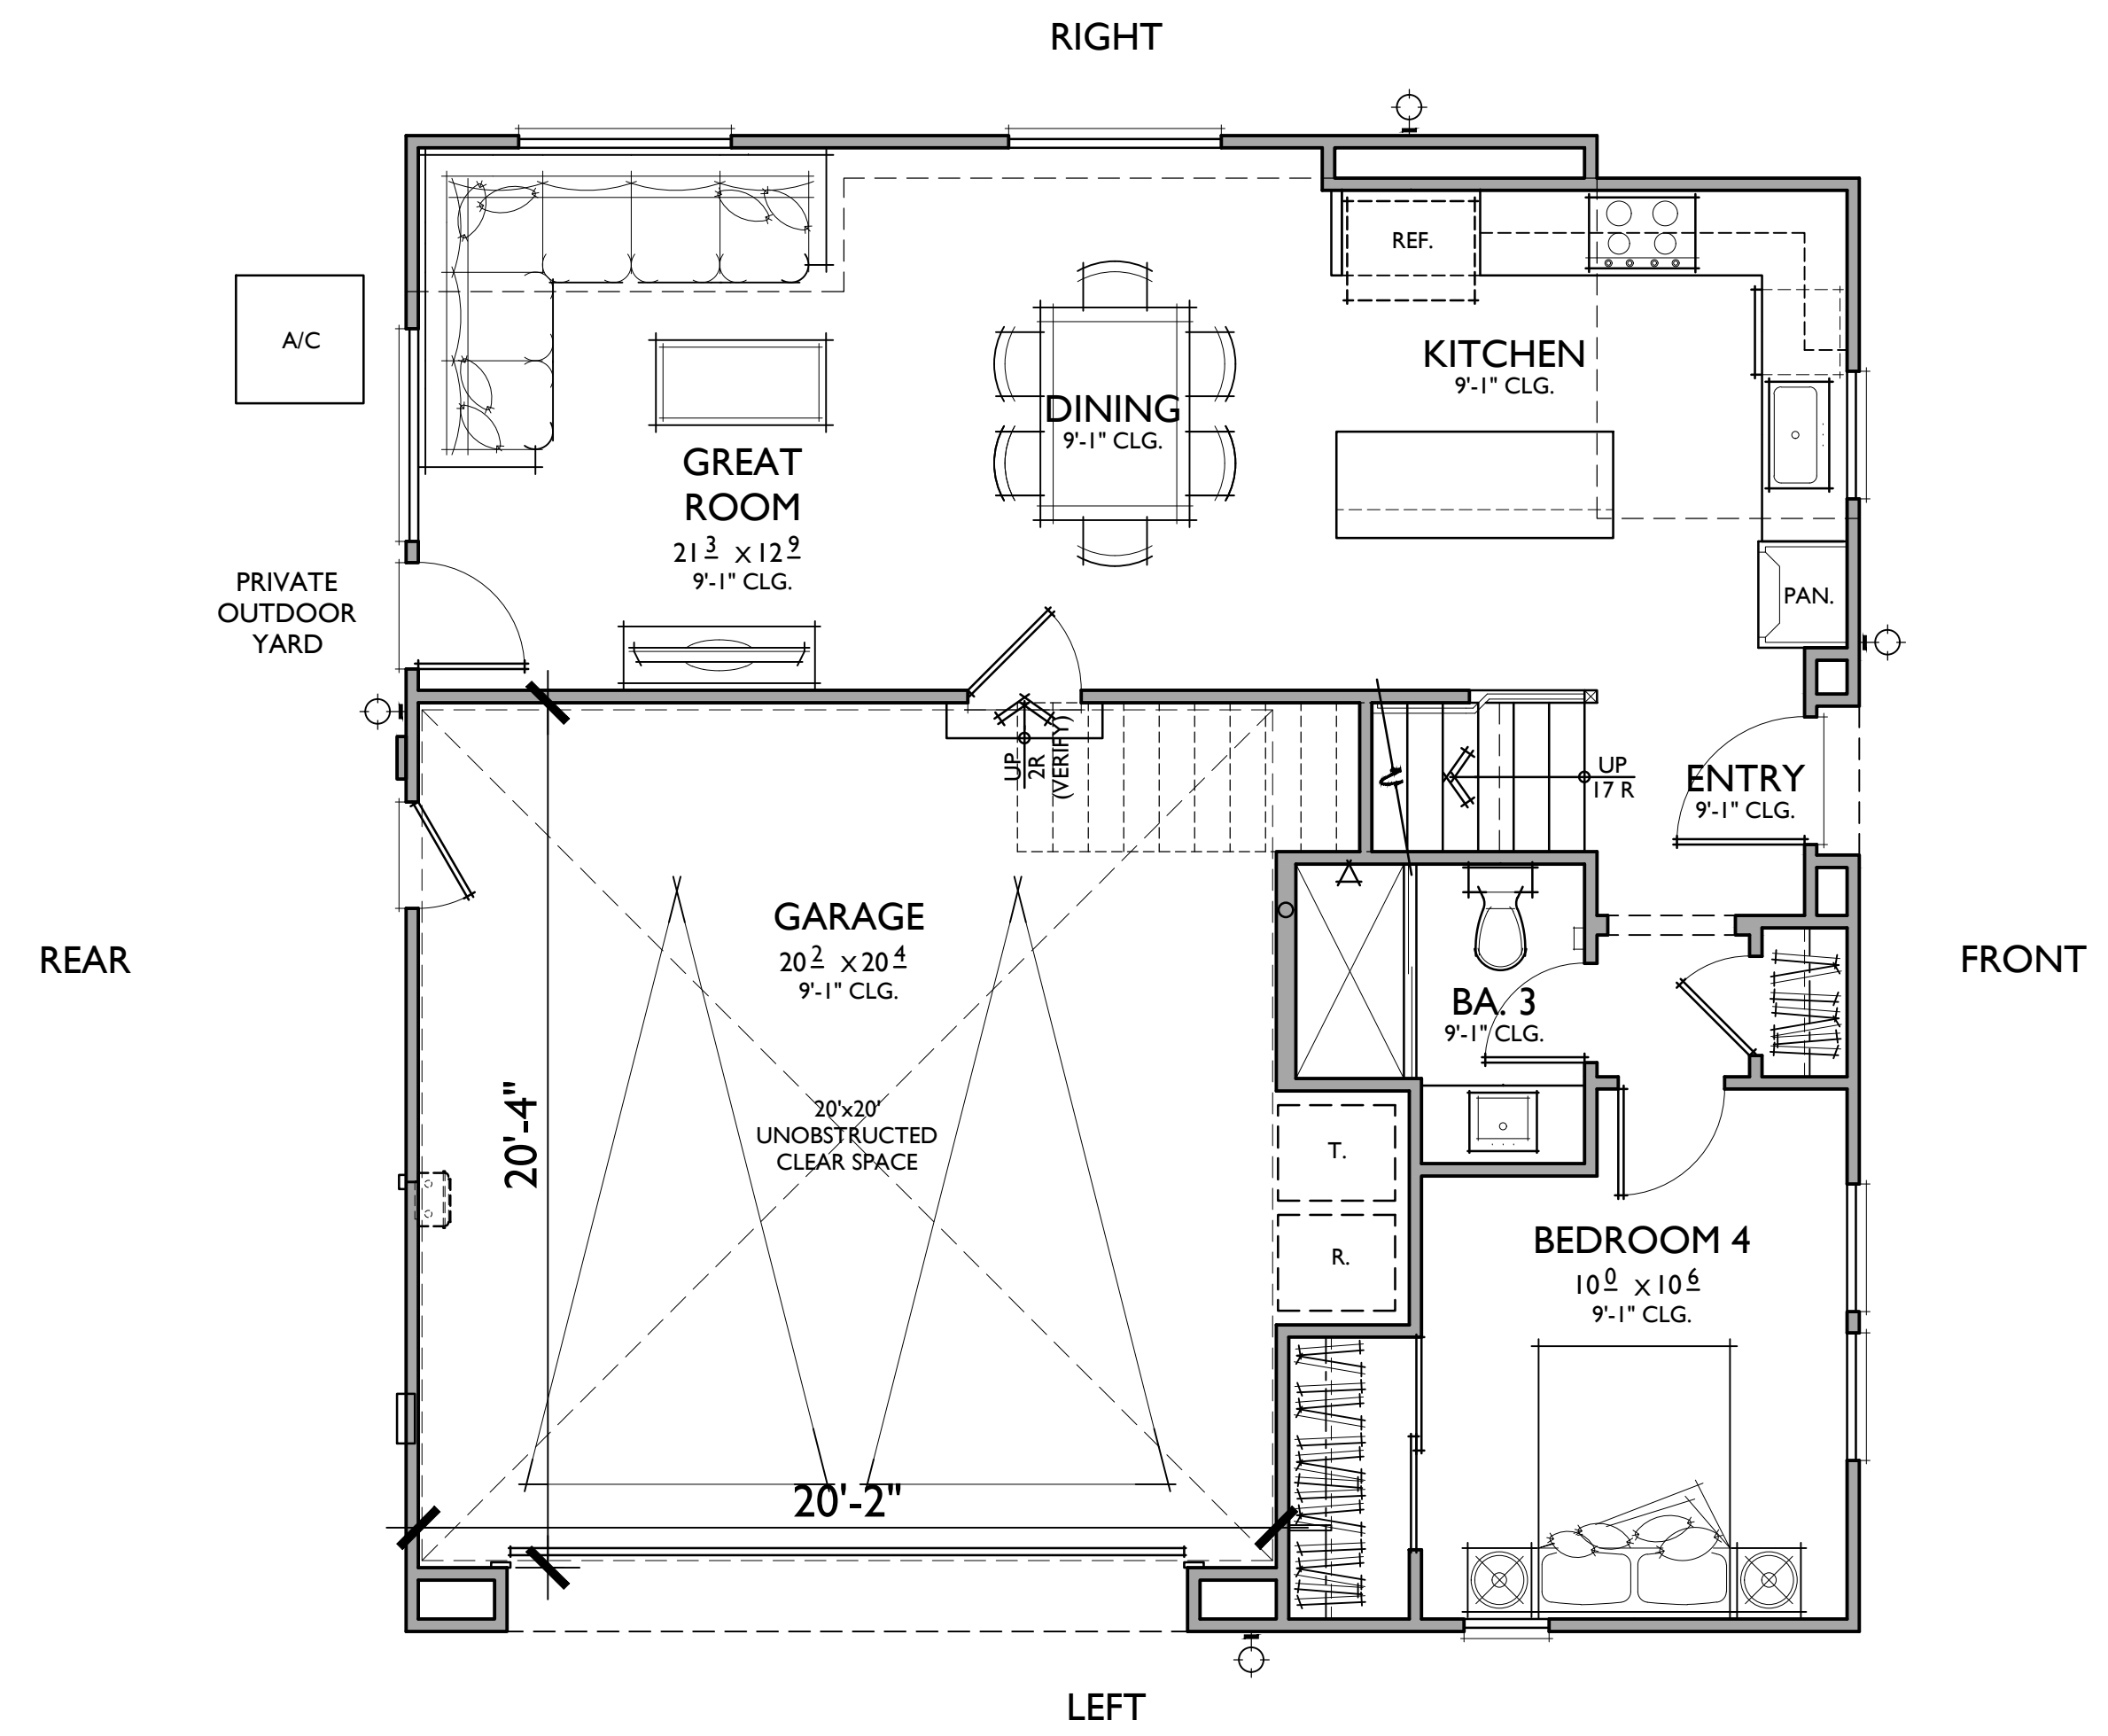 RIGHT
REF.
A/C
KITCHEN
9'-1" CLG.
DINING
9'-1" CLG.
GREAT
ROOM
21 3 X 12 9
9'-1" CLG.
PRIVATE
OUTDOOR
YARD
PAN.
UP
2R
(VERIFY)
UP
17 R
ENTRY
9'-1" CLG.
GARAGE
20 2 X 20 4
9'-1" CLG.
REAR
FRONT
BA. 3
9'-1" CLG.
20'-4"
20'x20'
UNOBSTRUCTED
CLEAR SPACE
T.
R.
BEDROOM 4
10 0 X 10 6
9'-1" CLG.
20'-2"
LEFT